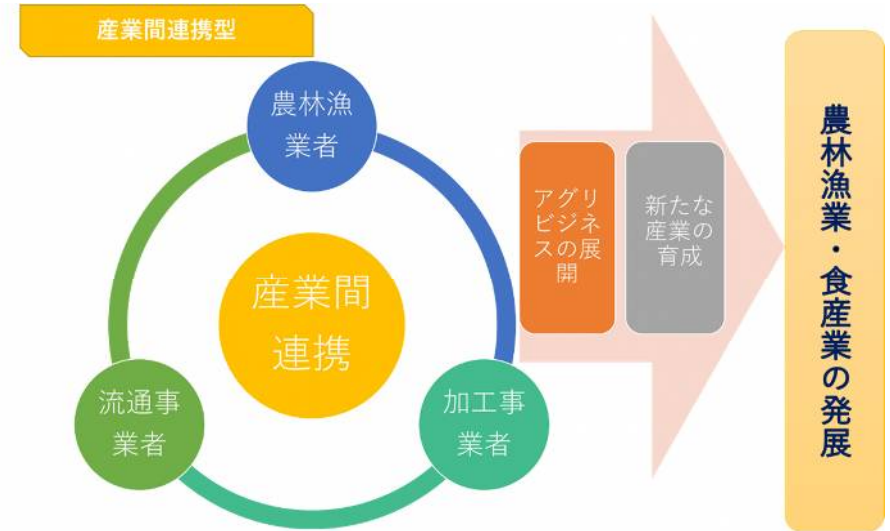 産業間連携型
農林漁
業者
産業間
連携
流通事
業者
加工事
業者
アグリ
ビジネ
スの展
開
新たな
産業の
育成
農林漁業・食産業の発展